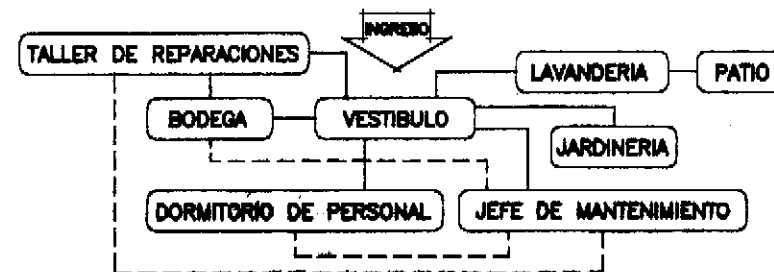 INGRESO
TALLER DE REPARACIONES
LAVANDERIA
PATIO
BODEGA
VESTIBULO
JARDINERIA
DORMITORIO DE PERSONAL
JEFE DE MANTENIMIENTO